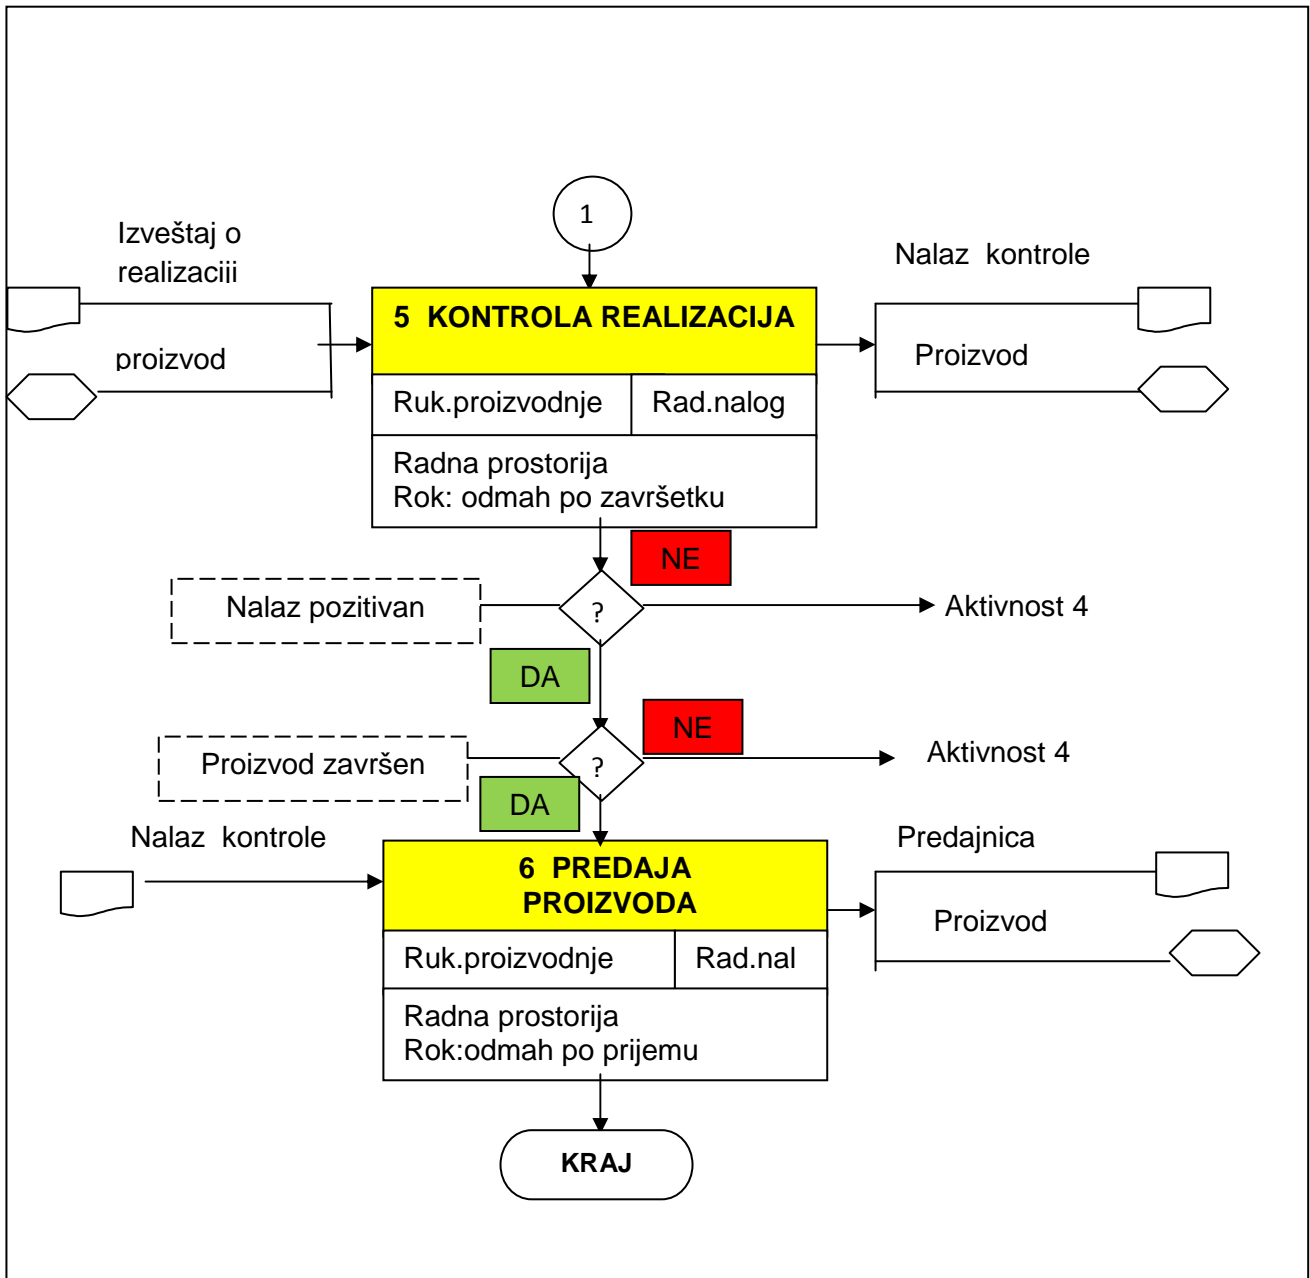 1
Izveštaj o
realizaciji
Nalaz kontrole
5 KONTROLA REALIZACIJA
proizvod
Proizvod
Ruk.proizvodnje
Rad.nalog
Radna prostorija
Rok: odmah po završetku
NE
Nalaz pozitivan
?
Aktivnost 4
DA
NE
Proizvod završen
?
Aktivnost 4
DA
Nalaz kontrole
Predajnica
6 PREDAJA
PROIZVODA
Proizvod
Ruk.proizvodnje
Rad.nal
Radna prostorija
Rok:odmah po prijemu
KRAJ